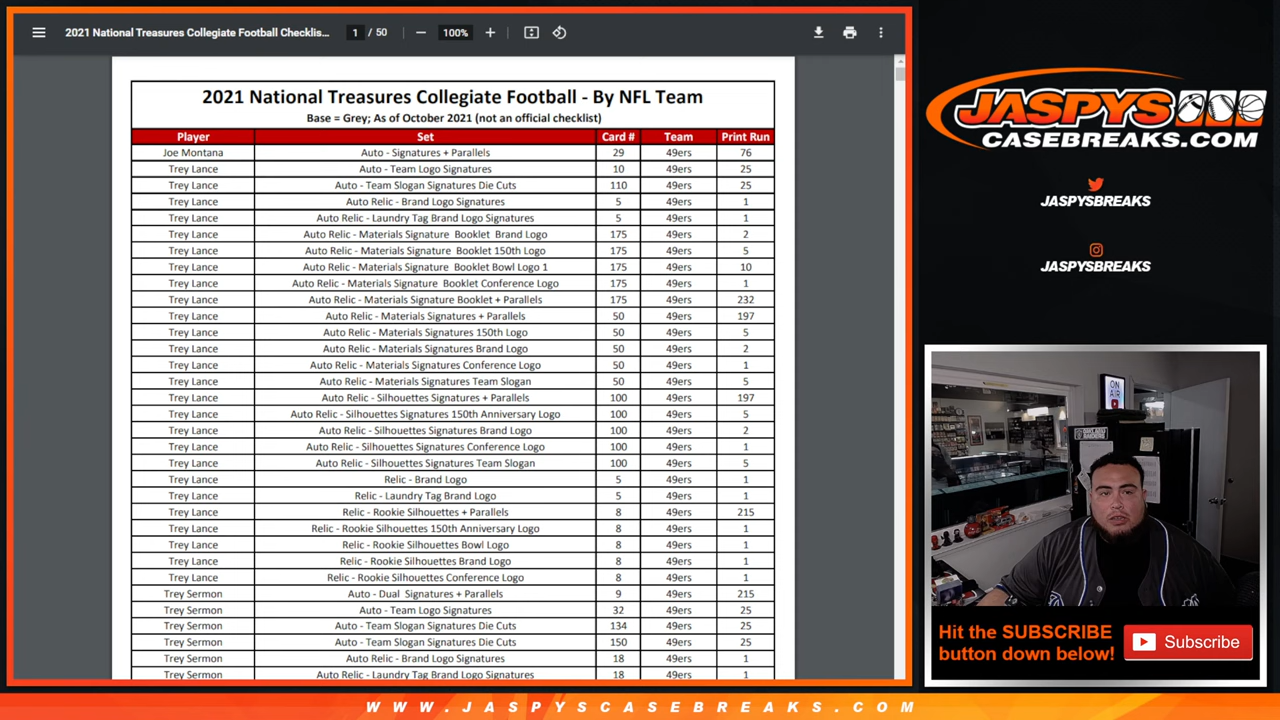 2021 National Treasures Collegiate Football Checklis...
1 / 50
100%
2021 National Treasures Collegiate Football - By NFL Team
Base = Grey; As of October 2021 (not an official checklist)
Player Set Card # Team Print Run
Joe Montana Auto - Signatures + Parallels 29 49ers 76
Trey Lance Auto - Team Logo Signatures 10 49ers 25
Trey Lance Auto - Team Slogan Signatures Die Cuts 110 49ers 25
Trey Lance Auto Relic - Brand Logo Signatures 5 49ers 1
Trey Lance Auto Relic - Laundry Tag Brand Logo Signatures 5 49ers 1
Trey Lance Auto Relic - Materials Signature Booklet Brand Logo 175 49ers 2
Trey Lance Auto Relic - Materials Signature Booklet 150th Logo 175 49ers 5
Trey Lance Auto Relic - Materials Signature Booklet Bowl Logo 1 175 49ers 10
Trey Lance Auto Relic - Materials Signature Booklet Conference Logo 175 49ers 1
Trey Lance Auto Relic - Materials Signature Booklet + Parallels 175 49ers 232
Trey Lance Auto Relic - Materials Signatures + Parallels 50 49ers 197
Trey Lance Auto Relic - Materials Signatures 150th Logo 50 49ers 5
Trey Lance Auto Relic - Materials Signatures Brand Logo 50 49ers 2
Trey Lance Auto Relic - Materials Signatures Conference Logo 50 49ers 1
Trey Lance Auto Relic - Materials Signatures Team Slogan 50 49ers 5
Trey Lance Auto Relic - Silhouettes Signatures + Parallels 100 49ers 197
Trey Lance Auto Relic - Silhouettes Signatures 150th Anniversary Logo 100 49ers 5
Trey Lance Auto Relic - Silhouettes Signatures Brand Logo 100 49ers 2
Trey Lance Auto Relic - Silhouettes Signatures Conference Logo 100 49ers 1
Trey Lance Auto Relic - Silhouettes Signatures Team Slogan 100 49ers 5
Trey Lance Relic - Brand Logo 5 49ers 1
Trey Lance Relic - Laundry Tag Brand Logo 5 49ers 1
Trey Lance Relic - Rookie Silhouettes + Parallels 8 49ers 215
Trey Lance Relic - Rookie Silhouettes 150th Anniversary Logo 8 49ers 1
Trey Lance Relic - Rookie Silhouettes Bowl Logo 8 49ers 1
Trey Lance Relic - Rookie Silhouettes Brand Logo 8 49ers 1
Trey Lance Relic - Rookie Silhouettes Conference Logo 8 49ers 1
Trey Sermon Auto - Dual Signatures + Parallels 9 49ers 215
Trey Sermon Auto - Team Logo Signatures 32 49ers 25
Trey Sermon Auto - Team Slogan Signatures Die Cuts 134 49ers 25
Trey Sermon Auto - Team Slogan Signatures Die Cuts 150 49ers 25
Trey Sermon Auto Relic - Brand Logo Signatures 18 49ers 1
Trey Sermon Auto Relic - Laundry Tag Brand Logo Signatures 18 49ers 1
JASPYS
CASEBREAKS.COM
JASPYSBREAKS
JASPYSBREAKS
ON
AIR
Hit the SUBSCRIBE
button down below!
Subscribe
WWW.JASPYSCASEBREAKS.COM